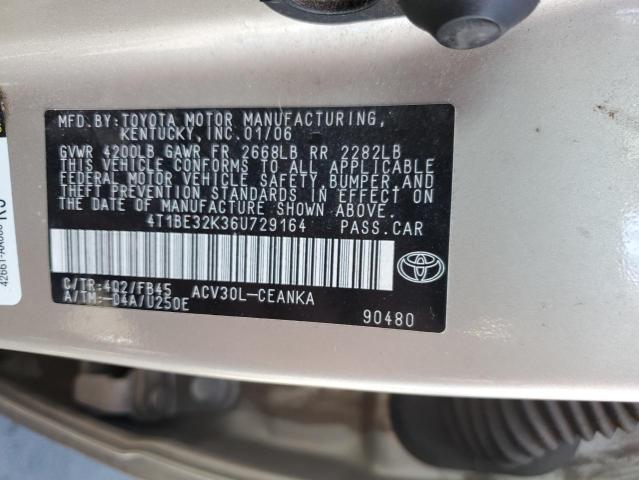 MFD.BY:TOYOTA MOTOR MANUFACTURING,
KENTUCKY, INC.01/06
GVWR 4200LB GAWR FR 2668LB RR 2282LB
THIS VEHICLE CONFORMS TO ALL APPLICABLE
FEDERAL MOTOR VEHICLE SAFETY,BUMPER,AND
THEFT PREVENTION STANDARDS IN EFFECT ON
THE DATE OF MANUFACTURE SHOWN ABOVE.
4T1BE32K36U729164 PASS.CAR
C/TR:4Q2/FB45 ACV30L-CEANKA
A/TM:-04A/U250E
90480